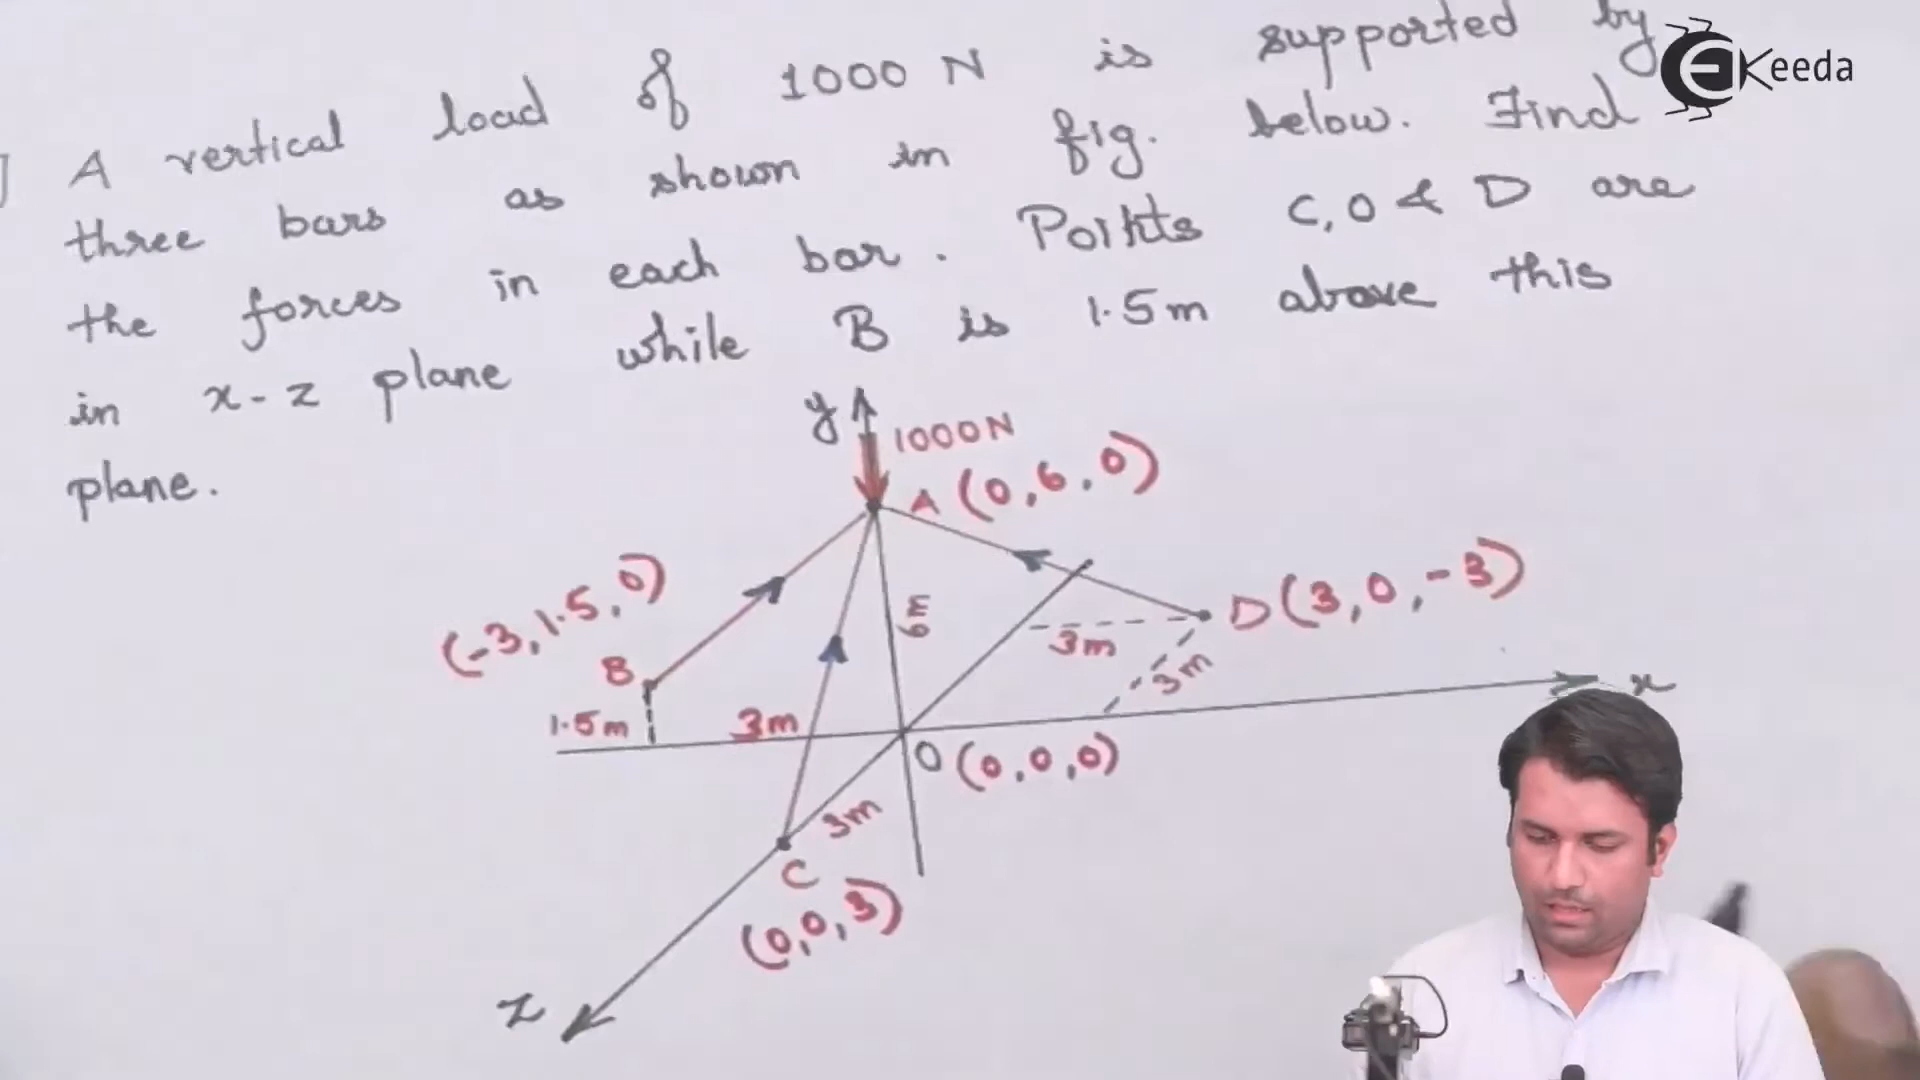 A vertical load of 1000 N is supported by
three bars as shown in fig. below. Find
the forces in each bar. Points C, O & D are
in x-z plane while B is 1.5m above this
plane.
EKeeda
y
1000N
A (0,6,0)
(-3,1.5,0)
B
1.5m
3m
6m
3m
3m
D(3,0,-3)
x
O (0,0,0)
3m
C
(0,0,3)
z